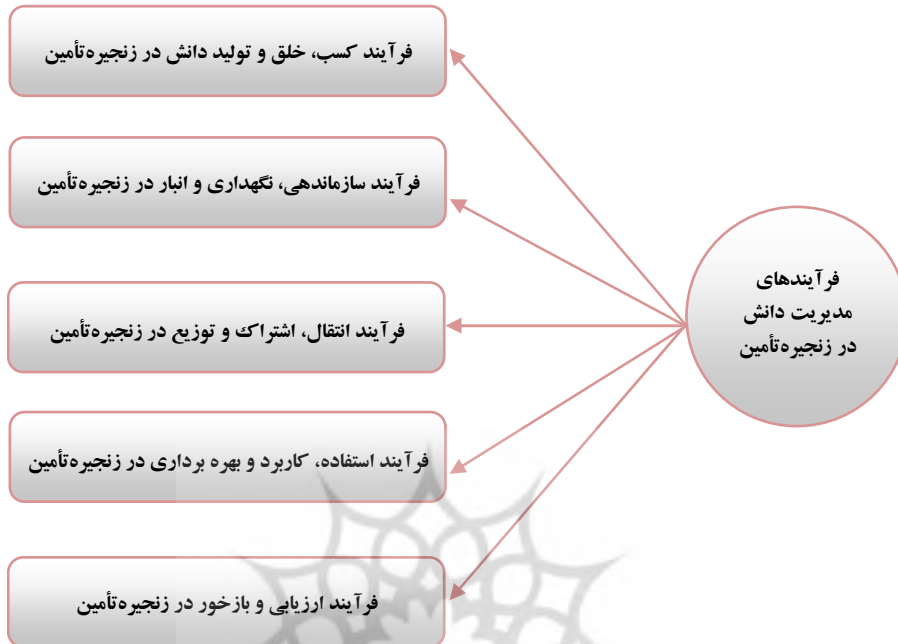 فرآیند کسب، خلق و تولید دانش در زنجیره‌تأمین
فرآیند سازماندهی، نگهداری و انبار در زنجیره‌تأمین
فرآیندهای
مدیریت دانش
در زنجیره‌تأمین
فرآیند انتقال، اشتراک و توزیع در زنجیره‌تأمین
فرآیند استفاده، کاربرد و بهره برداری در زنجیره‌تأمین
فرآیند ارزیابی و بازخور در زنجیره‌تأمین